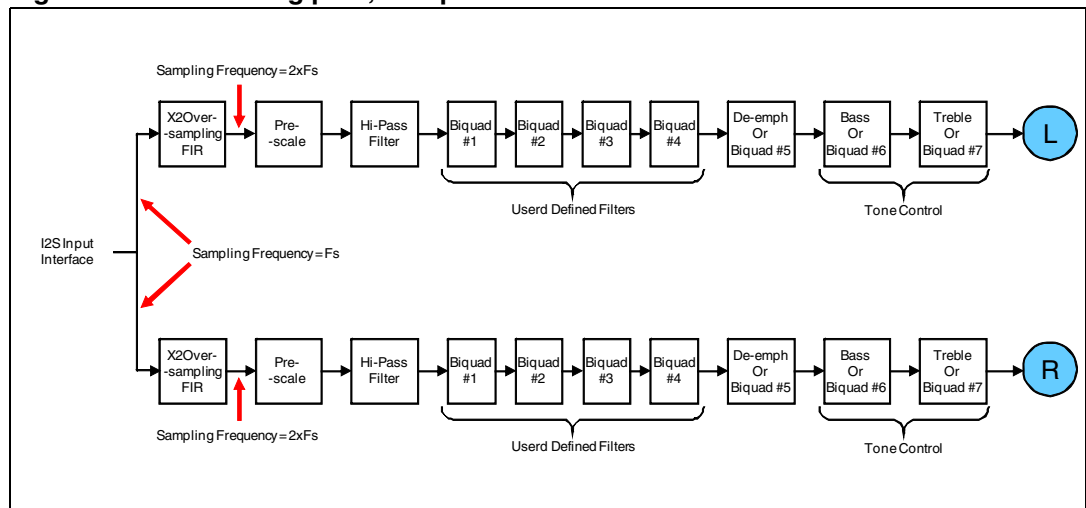 Sampling Frequency=2xFs
X2Over-
-sampling
FIR
Pre-
-scale
Hi-Pass
Filter
Biquad
#1
Biquad
#2
Biquad
#3
Biquad
#4
De-emph
Or
Biquad #5
Bass
Or
Biquad #6
Treble
Or
Biquad #7
L
Userd Defined Filters
Tone Control
I2S Input
Interface
Sampling Frequency=Fs
X2Over-
-sampling
FIR
Pre-
-scale
Hi-Pass
Filter
Biquad
#1
Biquad
#2
Biquad
#3
Biquad
#4
De-emph
Or
Biquad #5
Bass
Or
Biquad #6
Treble
Or
Biquad #7
R
Sampling Frequency=2xFs
Userd Defined Filters
Tone Control